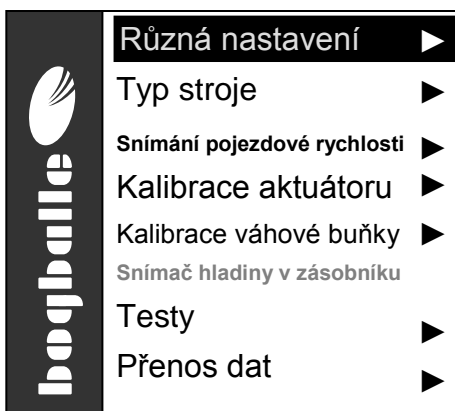 Různá nastavení
Typ stroje
Snímání pojezdové rychlosti
Kalibrace aktuátoru
Kalibrace váhové buňky
Snímač hladiny v zásobníku
Testy
Přenos dat
bogballe